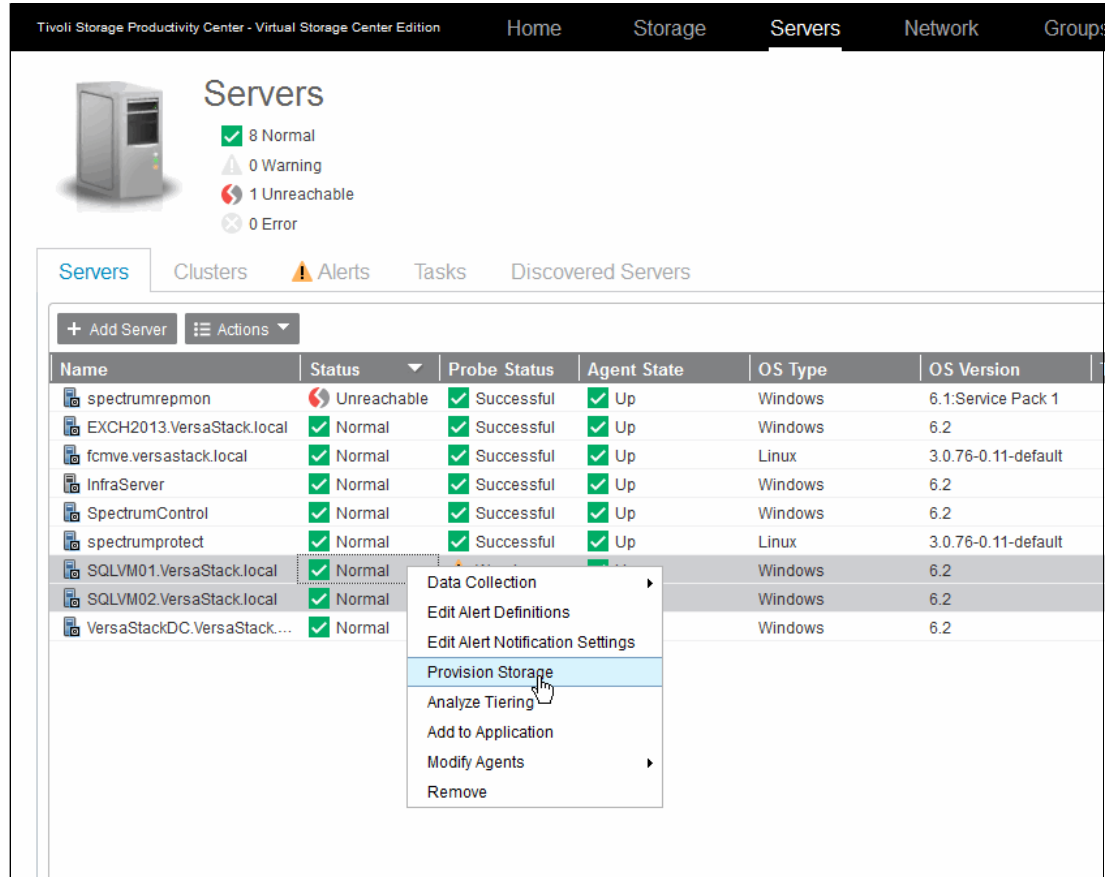 Tivoli Storage Productivity Center - Virtual Storage Center Edition Home Storage Servers Network Groups
Servers
8 Normal
0 Warning
1 Unreachable
0 Error
Servers Clusters Alerts Tasks Discovered Servers
+ Add Server Actions
Name Status Probe Status Agent State OS Type OS Version
spectrumrepmon Unreachable Successful Up Windows 6.1:Service Pack 1
EXCH2013.VersaStack.local Normal Successful Up Windows 6.2
fcmve.versastack.local Normal Successful Up Linux 3.0.76-0.11-default
InfraServer Normal Successful Up Windows 6.2
SpectrumControl Normal Successful Up Windows 6.2
spectrumprotect Normal Successful Up Linux 3.0.76-0.11-default
SQLVM01.VersaStack.local Normal Windows 6.2
SQLVM02.VersaStack.local Normal Windows 6.2
VersaStackDC.VersaStack.... Normal Windows 6.2
Data Collection
Edit Alert Definitions
Edit Alert Notification Settings
Provision Storage
Analyze Tiering
Add to Application
Modify Agents
Remove